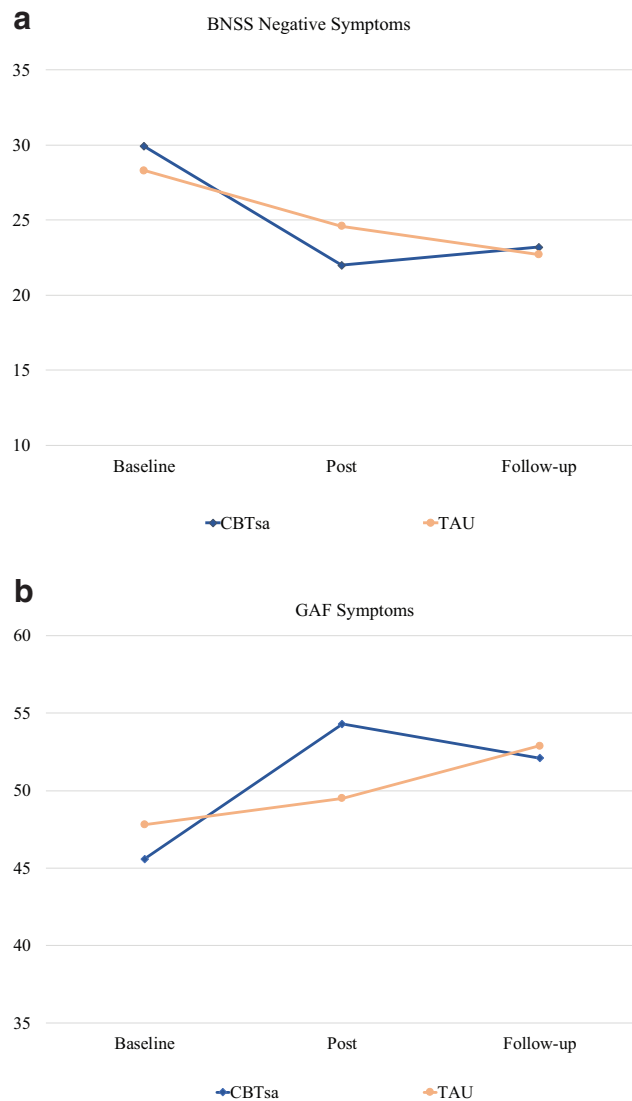 a
BNSS Negative Symptoms
35
30
25
20
15
10
Baseline Post Follow-up
CBTsa TAU
b
GAF Symptoms
60
55
50
45
40
35
Baseline Post Follow-up
CBTsa TAU